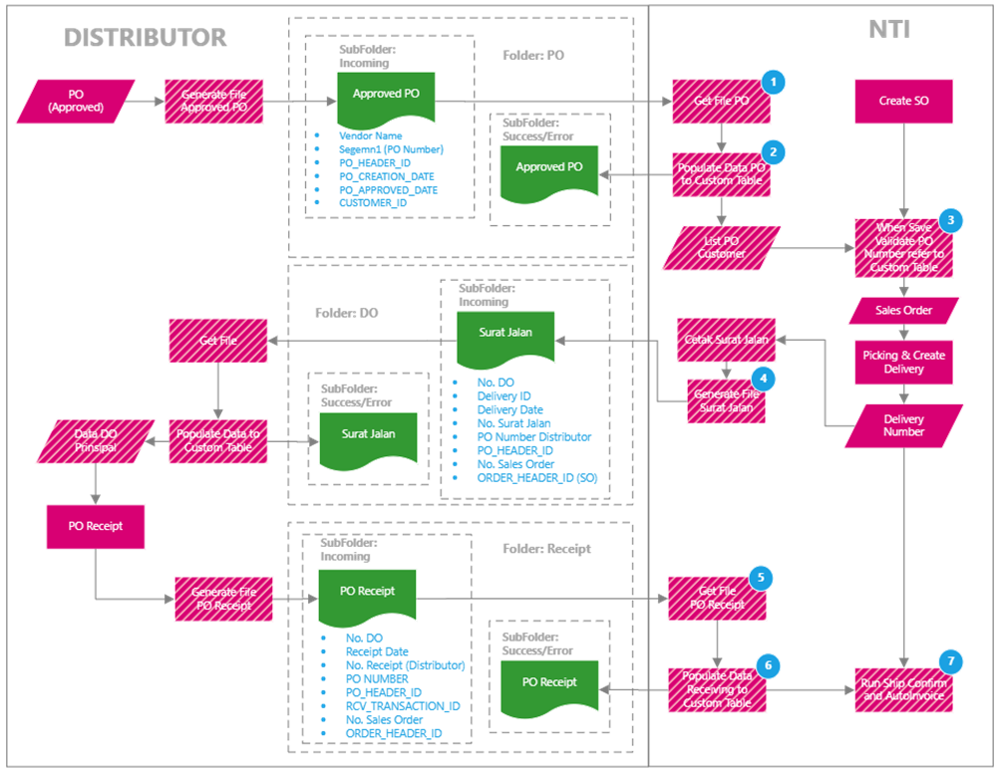 DISTRIBUTOR
NTI
SubFolder:
Incoming
Folder: PO
PO
(Approved)
Generate File
Approved PO
Approved PO
1
Get File PO
Create SO
Vendor Name
Segemn1 (PO Number)
PO_HEADER_ID
PO_CREATION_DATE
PO_APPROVED_DATE
CUSTOMER_ID
SubFolder:
Success/Error
Approved PO
2
Populate Data PO
to Custom Table
List PO
Customer
3
When Save
Validate PO
Number refer to
Custom Table
Sales Order
Picking & Create
Delivery
Delivery
Number
Folder: DO
SubFolder:
Incoming
Surat Jalan
Get File
Cetak Surat Jalan
4
Generate File
Surat Jalan
No. DO
Delivery ID
Delivery Date
No. Surat Jalan
PO Number Distributor
PO_HEADER_ID
No. Sales Order
ORDER_HEADER_ID (SO)
SubFolder:
Success/Error
Surat Jalan
Data DO
Prinsipal
Populate Data to
Custom Table
PO Receipt
SubFolder:
Incoming
Folder: Receipt
Generate File
PO Receipt
PO Receipt
5
Get File
PO Receipt
No. DO
Receipt Date
No. Receipt (Distributor)
PO NUMBER
PO_HEADER_ID
RCV_TRANSACTION_ID
No. Sales Order
ORDER_HEADER_ID
SubFolder:
Success/Error
PO Receipt
6
Populate Data
Receiving to
Custom Table
7
Run Ship Confirm
and AutoInvoice